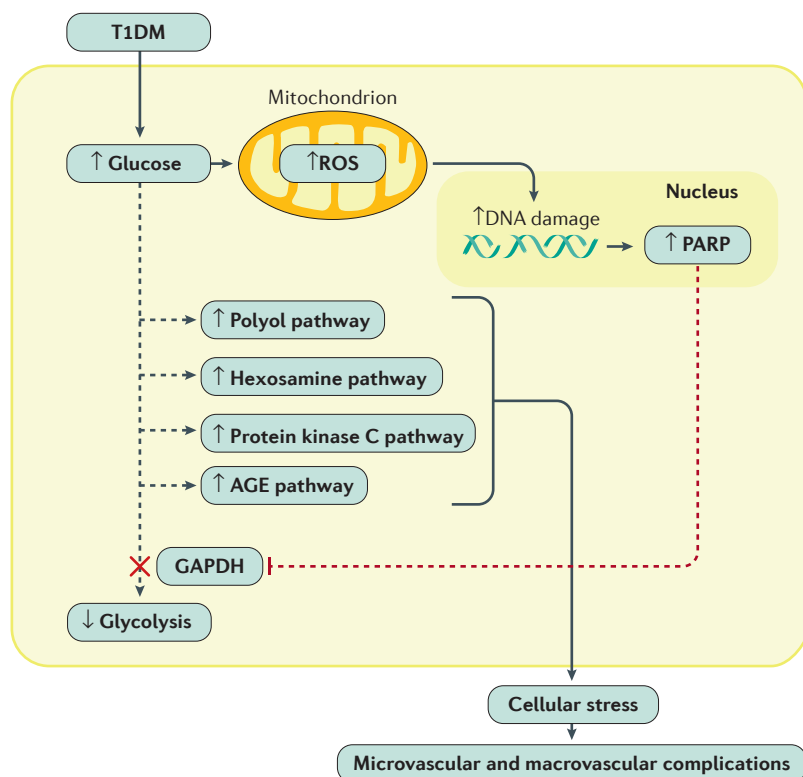 T1DM
Mitochondrion
↑ Glucose
↑ROS
Nucleus
↑DNA damage
↑ PARP
↑ Polyol pathway
↑ Hexosamine pathway
↑ Protein kinase C pathway
↑ AGE pathway
GAPDH
↓ Glycolysis
Cellular stress
Microvascular and macrovascular complications